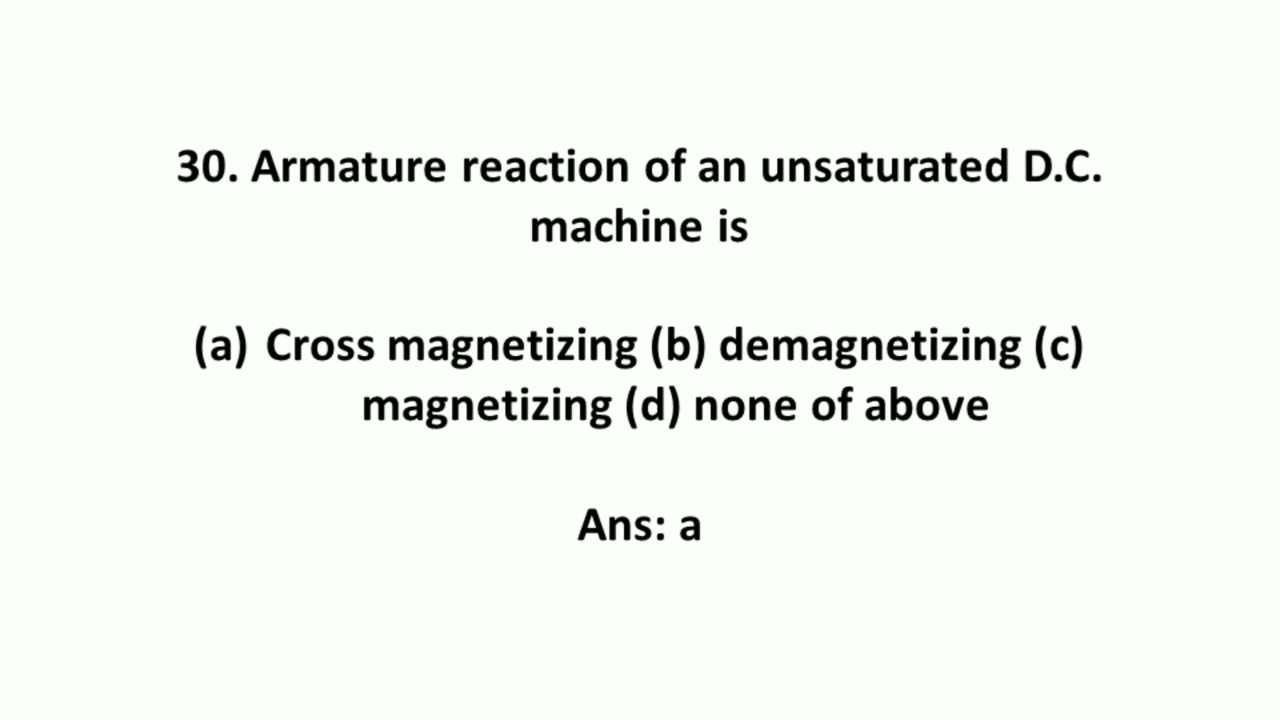 30. Armature reaction of an unsaturated D.C.
machine is
(a) Cross magnetizing (b) demagnetizing (c)
magnetizing (d) none of above
Ans: a